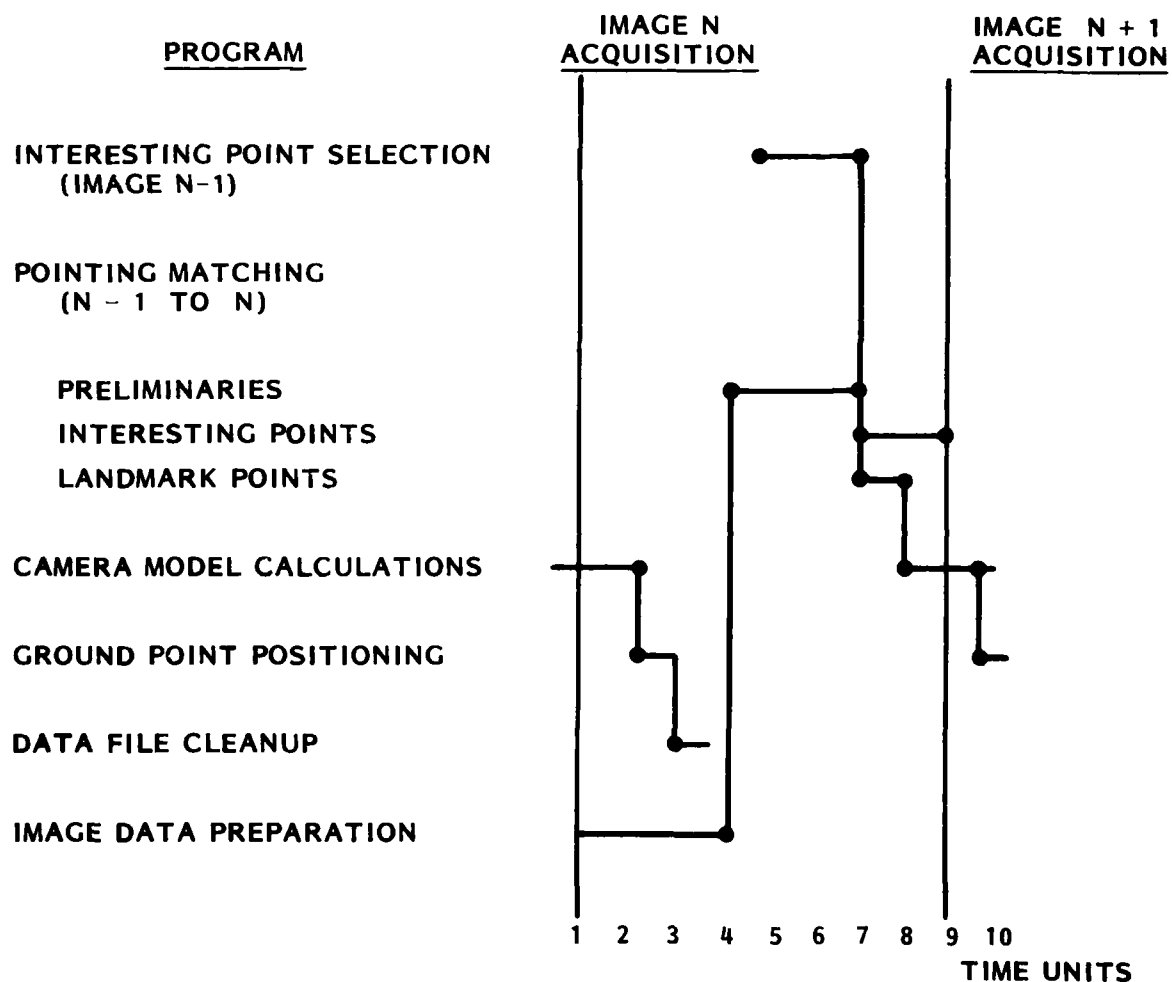 PROGRAM
IMAGE N
ACQUISITION
IMAGE N + 1
ACQUISITION
INTERESTING POINT SELECTION
(IMAGE N-1)
POINTING MATCHING
(N - 1 TO N)
PRELIMINARIES
INTERESTING POINTS
LANDMARK POINTS
CAMERA MODEL CALCULATIONS
GROUND POINT POSITIONING
DATA FILE CLEANUP
IMAGE DATA PREPARATION
1 2 3 4 5 6 7 8 9 10
TIME UNITS